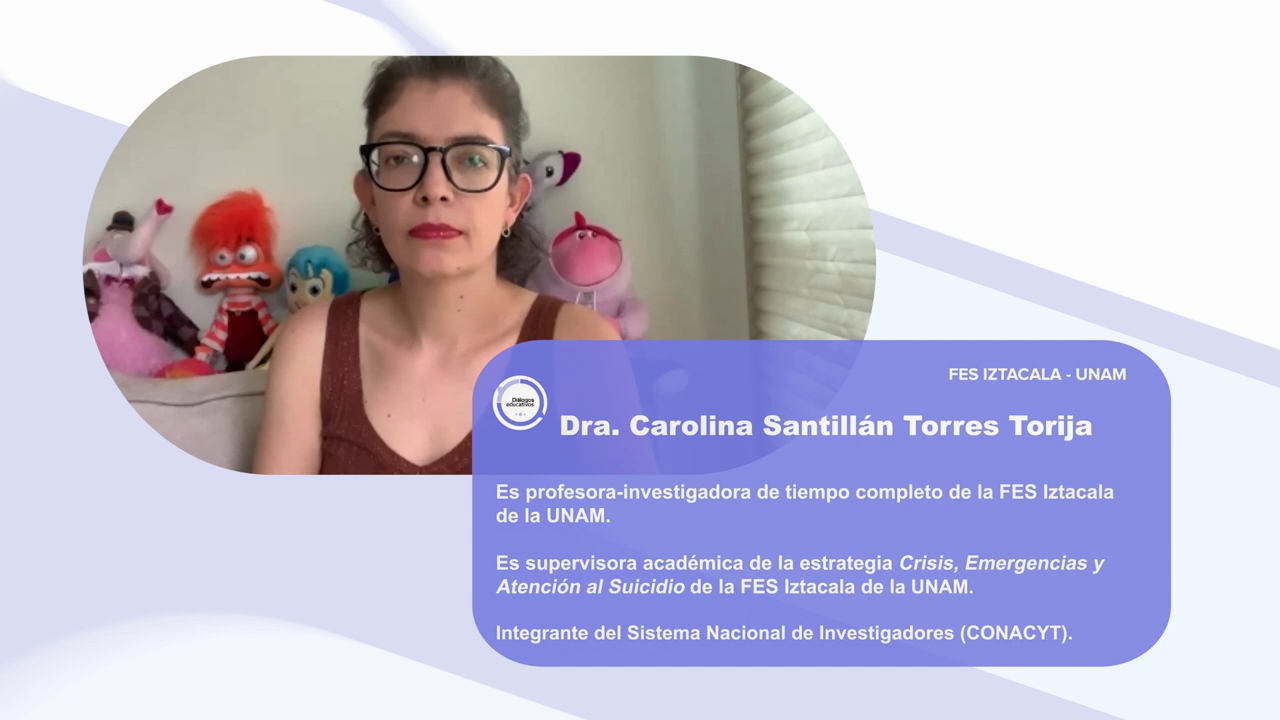 FES IZTACALA - UNAM
Diálogos
educativos
Dra. Carolina Santillán Torres Torija
Es profesora-investigadora de tiempo completo de la FES Iztacala
de la UNAM.
Es supervisora académica de la estrategia Crisis, Emergencias y
Atención al Suicidio de la FES Iztacala de la UNAM.
Integrante del Sistema Nacional de Investigadores (CONACYT).